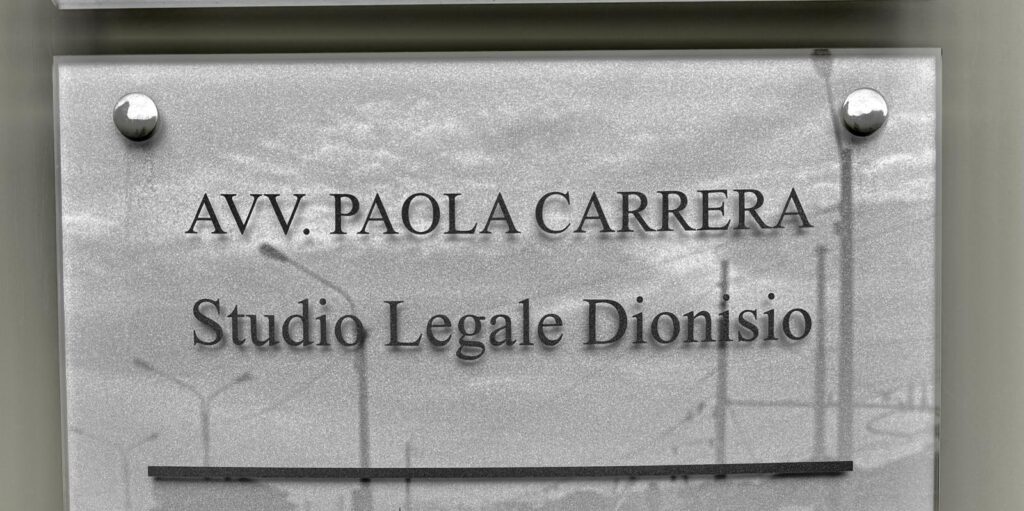 AVV. PAOLA CARRERA
Studio Legale Dionisio